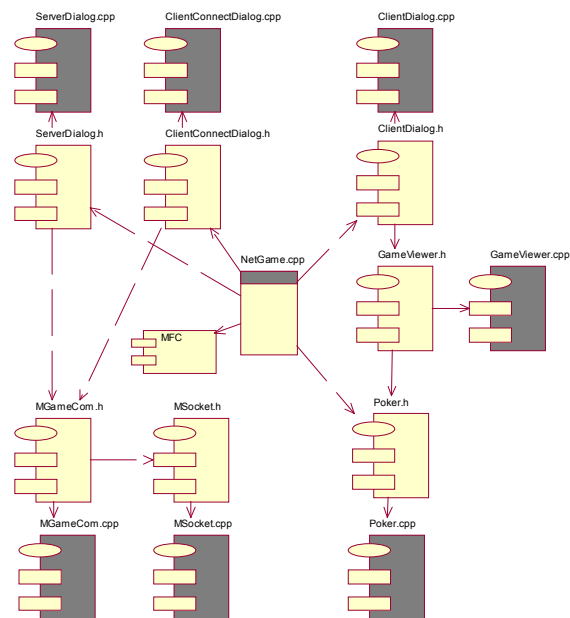 ServerDialog.cpp
ClientConnectDialog.cpp
ClientDialog.cpp
ServerDialog.h
ClientConnectDialog.h
ClientDialog.h
NetGame.cpp
GameViewer.h
GameViewer.cpp
MFC
MGameCom.h
MSocket.h
Poker.h
MGameCom.cpp
MSocket.cpp
Poker.cpp